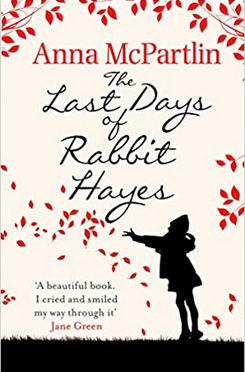 Anna McPartlin
The
Last Days
of
Rabbit
Hayes
'A beautiful book.
I cried and smiled
my way through it'
Jane Green